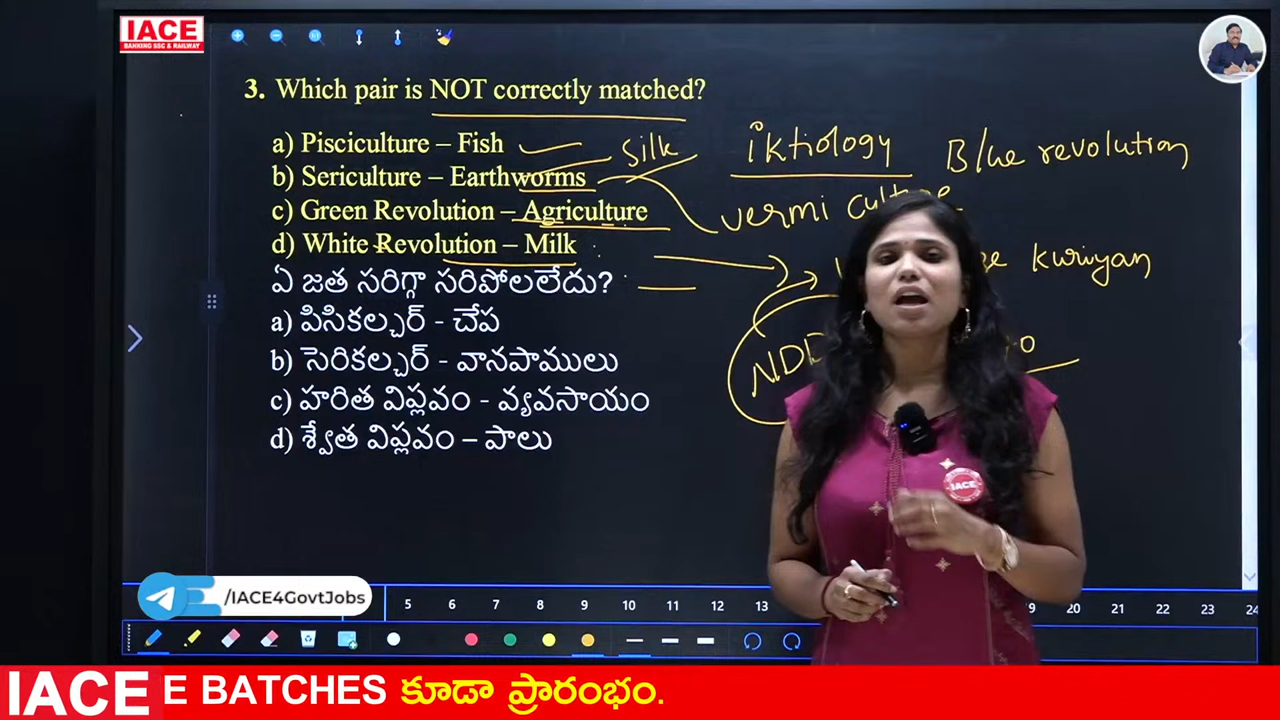 IACE
BANKING SSC & RAILWAY
3. Which pair is NOT correctly matched?
a) Pisciculture – Fish
b) Sericulture – Earthworms
c) Green Revolution – Agriculture
d) White Revolution – Milk
ఏ జత సరిగ్గా సరిపోలలేదు?
a) పిసికల్చర్ - చేప
b) సెరికల్చర్ - వానపాములు
c) హరిత విప్లవం - వ్యవసాయం
d) శ్వేత విప్లవం – పాలు
Silk
iktiology
Blue revolution
vermi culture
kuriyan
IACE
/IACE4GovtJobs
5 6 7 8 9 10 11 12 13 20 21 22 23 24
IACE E BATCHES కూడా ప్రారంభం.